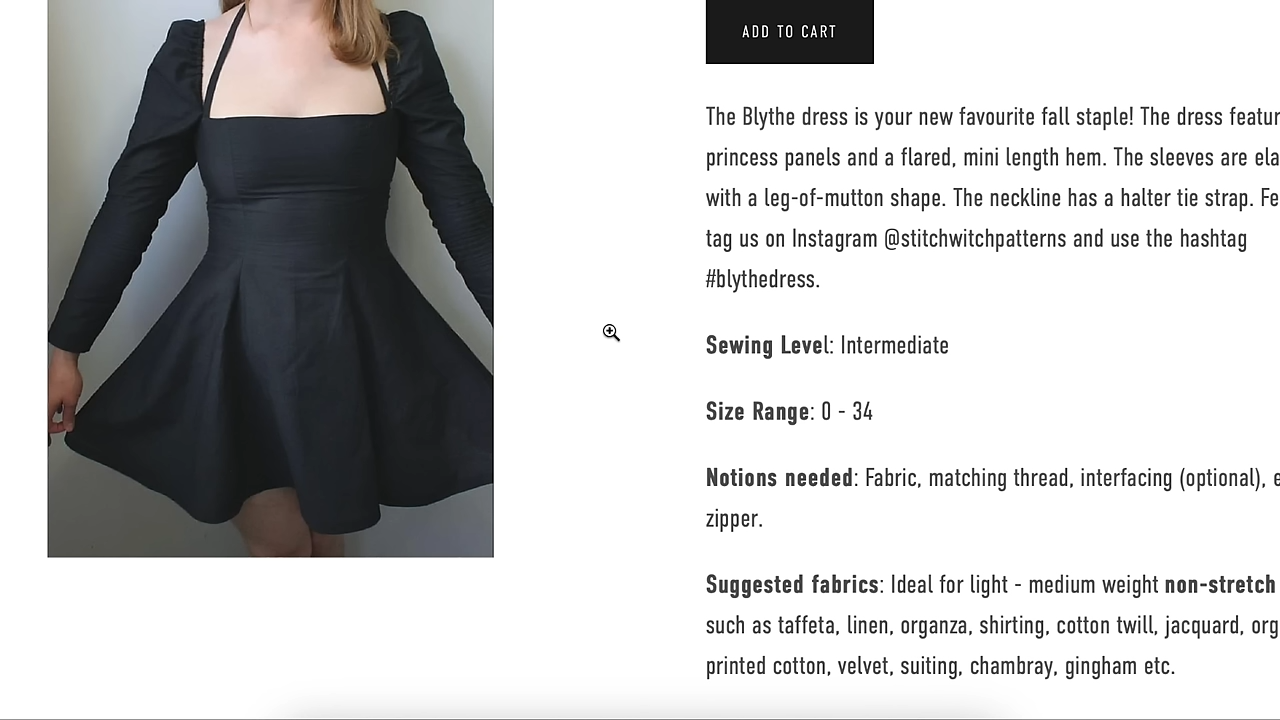 ADD TO CART
The Blythe dress is your new favourite fall staple! The dress featur
princess panels and a flared, mini length hem. The sleeves are ela
with a leg-of-mutton shape. The neckline has a halter tie strap. Fe
tag us on Instagram @stitchwitchpatterns and use the hashtag
#blythedress.
Sewing Level: Intermediate
Size Range: 0 - 34
Notions needed: Fabric, matching thread, interfacing (optional), e
zipper.
Suggested fabrics: Ideal for light - medium weight non-stretch
such as taffeta, linen, organza, shirting, cotton twill, jacquard, org
printed cotton, velvet, suiting, chambray, gingham etc.